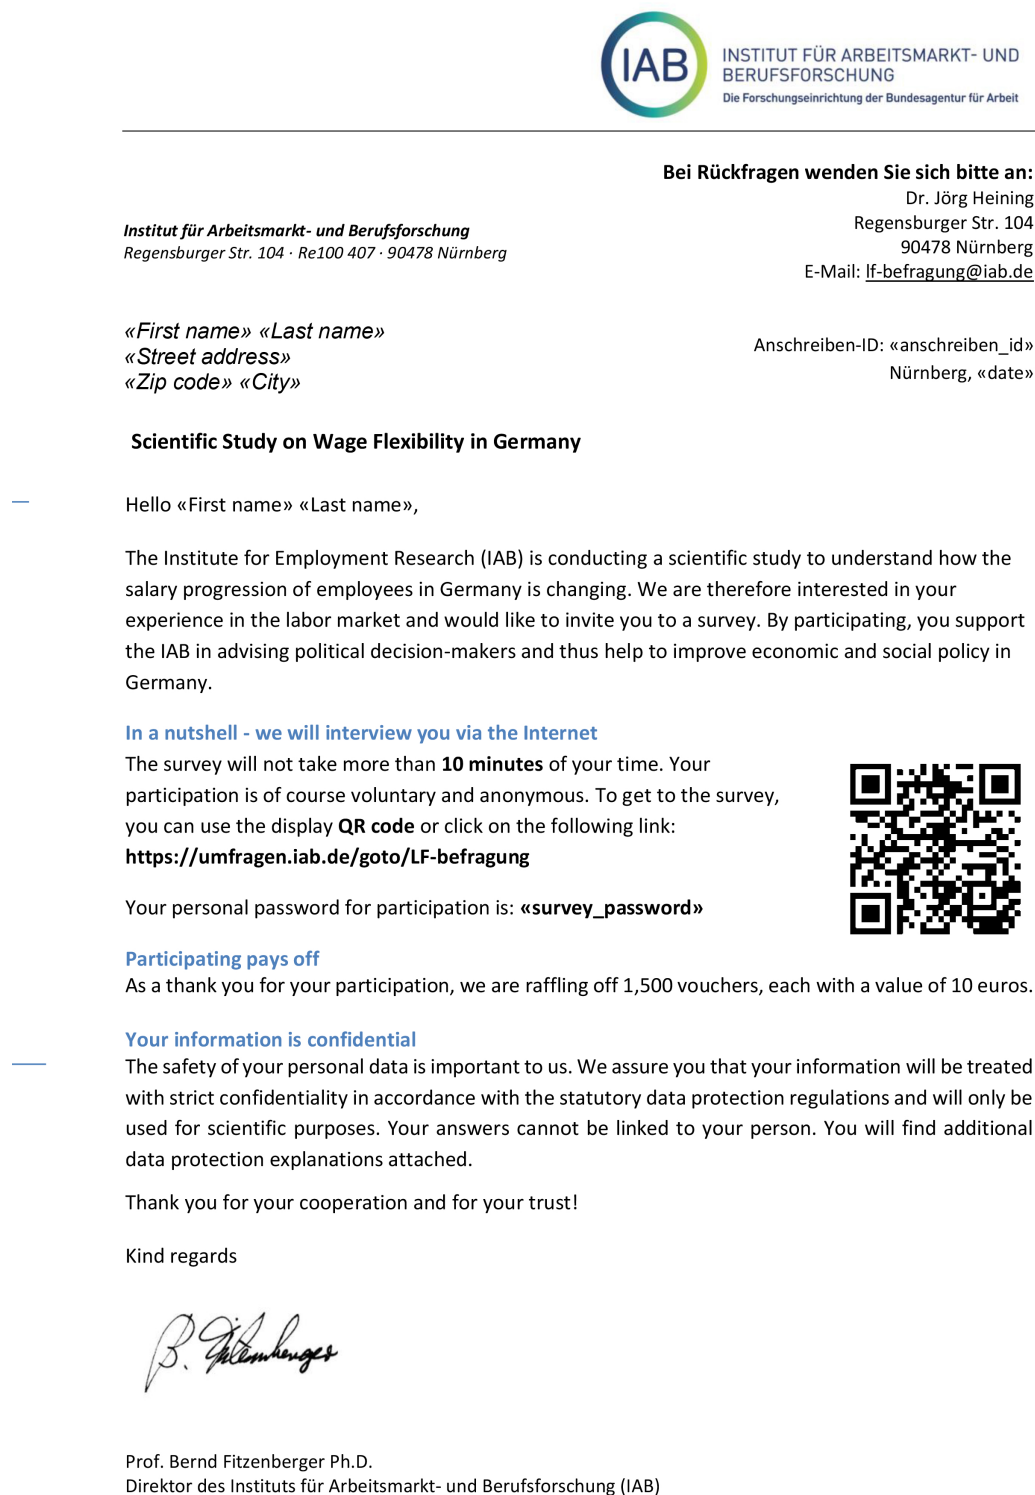 IAB
INSTITUT FÜR ARBEITSMARKT- UND
BERUFSFORSCHUNG
Die Forschungseinrichtung der Bundesagentur für Arbeit
Bei Rückfragen wenden Sie sich bitte an:
Dr. Jörg Heining
Regensburger Str. 104
90478 Nürnberg
E-Mail: lf-befragung@iab.de
Institut für Arbeitsmarkt- und Berufsforschung
Regensburger Str. 104 · Re100 407 · 90478 Nürnberg
«First name» «Last name»
«Street address»
«Zip code» «City»
Anschreiben-ID: «anschreiben_id»
Nürnberg, «date»
Scientific Study on Wage Flexibility in Germany
Hello «First name» «Last name»,
The Institute for Employment Research (IAB) is conducting a scientific study to understand how the
salary progression of employees in Germany is changing. We are therefore interested in your
experience in the labor market and would like to invite you to a survey. By participating, you support
the IAB in advising political decision-makers and thus help to improve economic and social policy in
Germany.
In a nutshell - we will interview you via the Internet
The survey will not take more than 10 minutes of your time. Your
participation is of course voluntary and anonymous. To get to the survey,
you can use the display QR code or click on the following link:
https://umfragen.iab.de/goto/LF-befragung
Your personal password for participation is: «survey_password»
Participating pays off
As a thank you for your participation, we are raffling off 1,500 vouchers, each with a value of 10 euros.
Your information is confidential
The safety of your personal data is important to us. We assure you that your information will be treated
with strict confidentiality in accordance with the statutory data protection regulations and will only be
used for scientific purposes. Your answers cannot be linked to your person. You will find additional
data protection explanations attached.
Thank you for your cooperation and for your trust!
Kind regards
B. Fitzenberger
Prof. Bernd Fitzenberger Ph.D.
Direktor des Instituts für Arbeitsmarkt- und Berufsforschung (IAB)